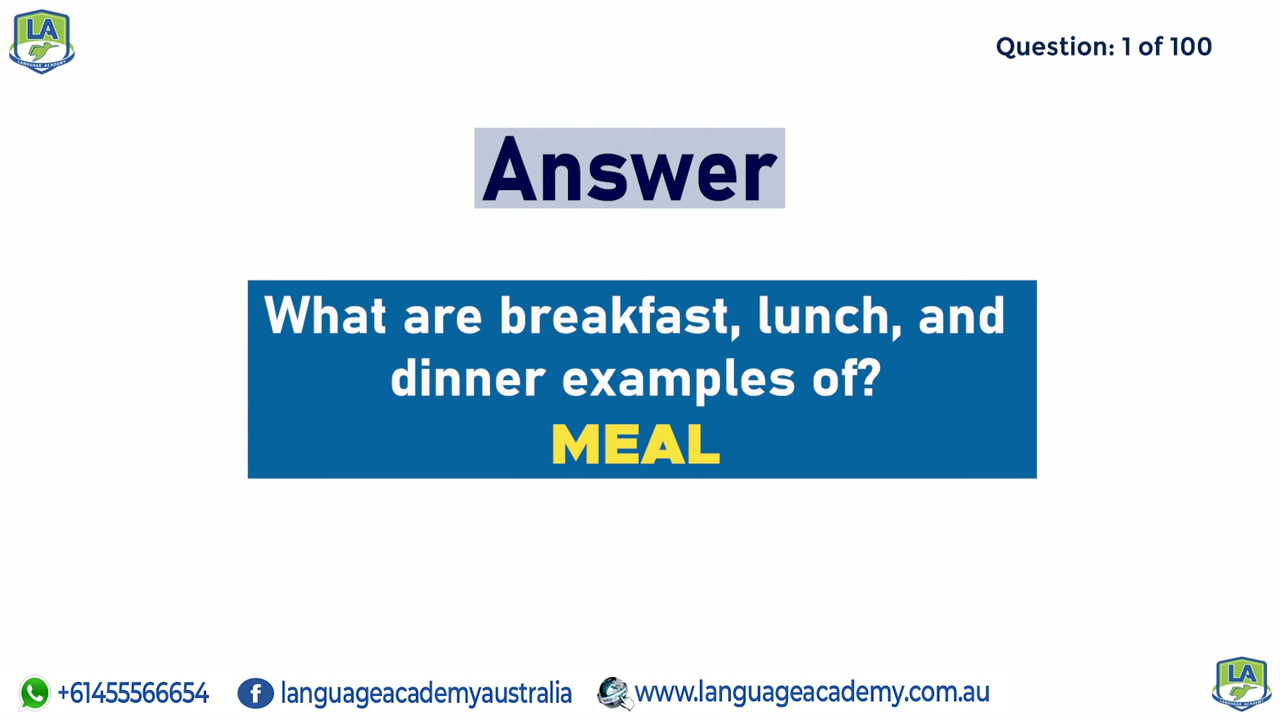 LA
LANGUAGE ACADEMY
Question: 1 of 100
Answer
What are breakfast, lunch, and
dinner examples of?
MEAL
+61455566654
languageacademyaustralia
www.languageacademy.com.au
LA
LANGUAGE ACADEMY